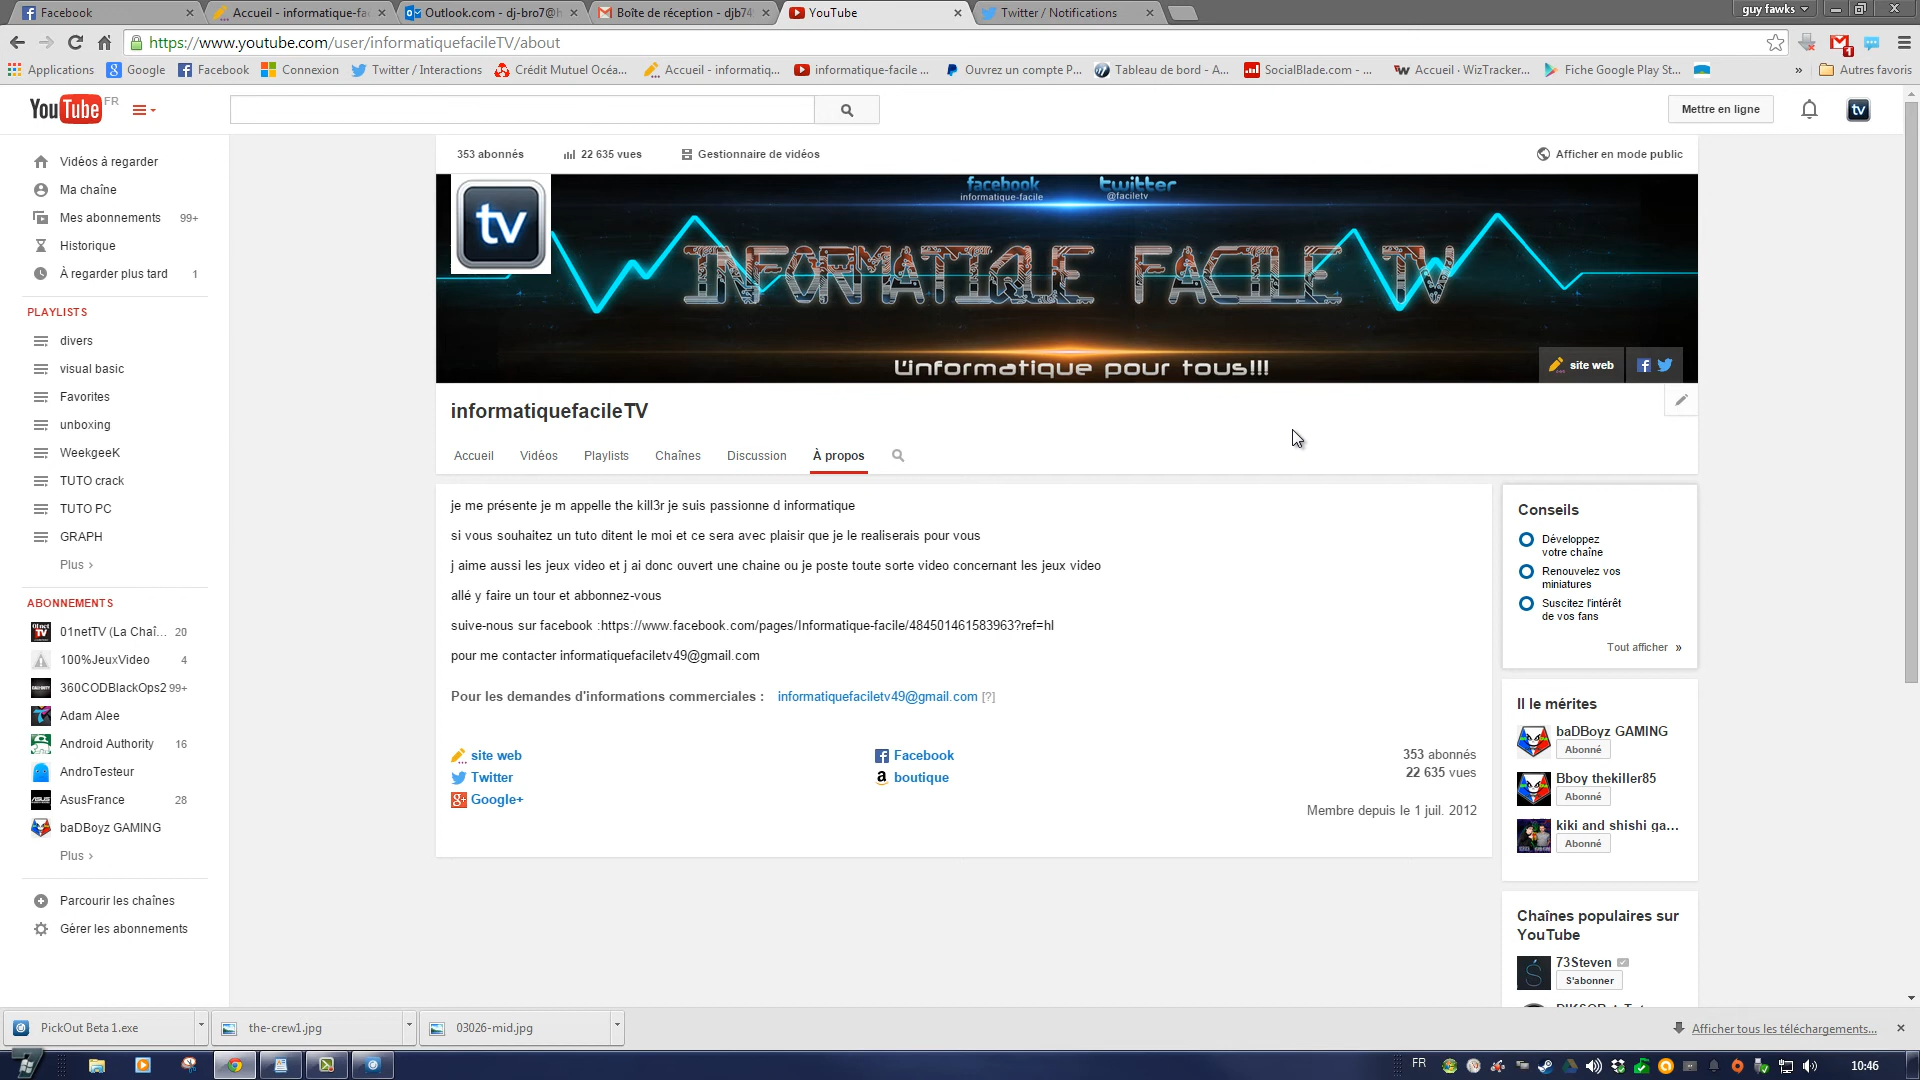 Facebook
Accueil - informatique-fa
Outlook.com - dj-bro7@h
Boîte de réception - djb74
YouTube
Twitter / Notifications
guy fawks
https://www.youtube.com/user/informatiquefacileTV/about
1
Applications
Google
Facebook
Connexion
Twitter / Interactions
Crédit Mutuel Océa...
Accueil - informatiq...
informatique-facile ...
Ouvrez un compte P...
Tableau de bord - A...
SocialBlade.com - ...
Accueil · WizTracker...
Fiche Google Play St...
»
Autres favoris
YouTube FR
Mettre en ligne
tv
Vidéos à regarder
Ma chaîne
Mes abonnements 99+
Historique
À regarder plus tard 1
PLAYLISTS
divers
visual basic
Favorites
unboxing
WeekgeeK
TUTO crack
TUTO PC
GRAPH
Plus ›
ABONNEMENTS
01netTV (La Chaî... 20
100%JeuxVideo 4
360CODBlackOps2 99+
Adam Alee
Android Authority 16
AndroTesteur
AsusFrance 28
baDBoyz GAMING
Plus ›
Parcourir les chaînes
Gérer les abonnements
353 abonnés
22 635 vues
Gestionnaire de vidéos
Afficher en mode public
tv
facebook
informatique-facile
twitter
@faciletv
INFORMATIQUE FACILE TV
L'informatique pour tous!!!
site web
informatiquefacileTV
Accueil
Vidéos
Playlists
Chaînes
Discussion
À propos
je me présente je m appelle the kill3r je suis passionne d informatique
si vous souhaitez un tuto ditent le moi et ce sera avec plaisir que je le realiserais pour vous
j aime aussi les jeux video et j ai donc ouvert une chaine ou je poste toute sorte video concernant les jeux video
allé y faire un tour et abbonnez-vous
suive-nous sur facebook :https://www.facebook.com/pages/Informatique-facile/484501461583963?ref=hl
pour me contacter informatiquefaciletv49@gmail.com
Pour les demandes d'informations commerciales : informatiquefaciletv49@gmail.com [?]
site web
Twitter
Google+
Facebook
boutique
353 abonnés
22 635 vues
Membre depuis le 1 juil. 2012
Conseils
Développez
votre chaîne
Renouvelez vos
miniatures
Suscitez l'intérêt
de vos fans
Tout afficher »
Il le mérites
baDBoyz GAMING
Abonné
Bboy thekiller85
Abonné
kiki and shishi ga...
Abonné
Chaînes populaires sur
YouTube
73Steven
S'abonner
PickOut Beta 1.exe
the-crew1.jpg
03026-mid.jpg
Afficher tous les téléchargements...
FR
10:46